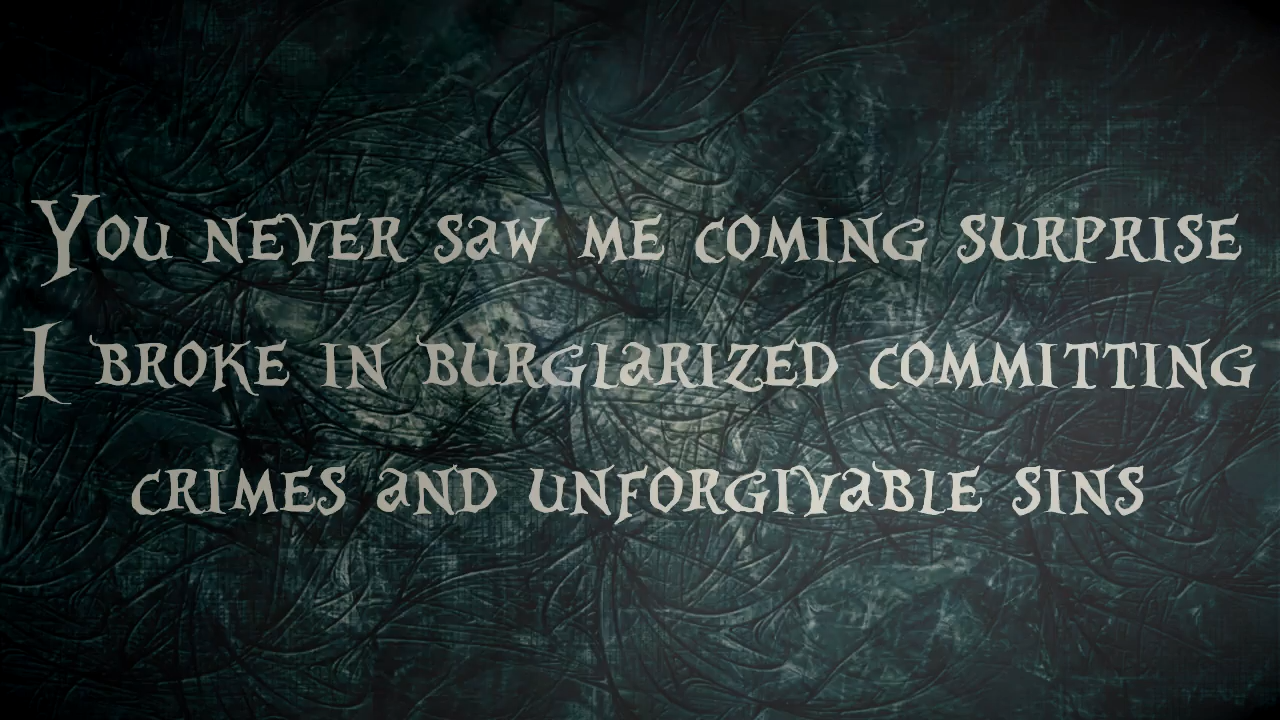 You never saw me coming surprise
I broke in burglarized committing
crimes and unforgivable sins